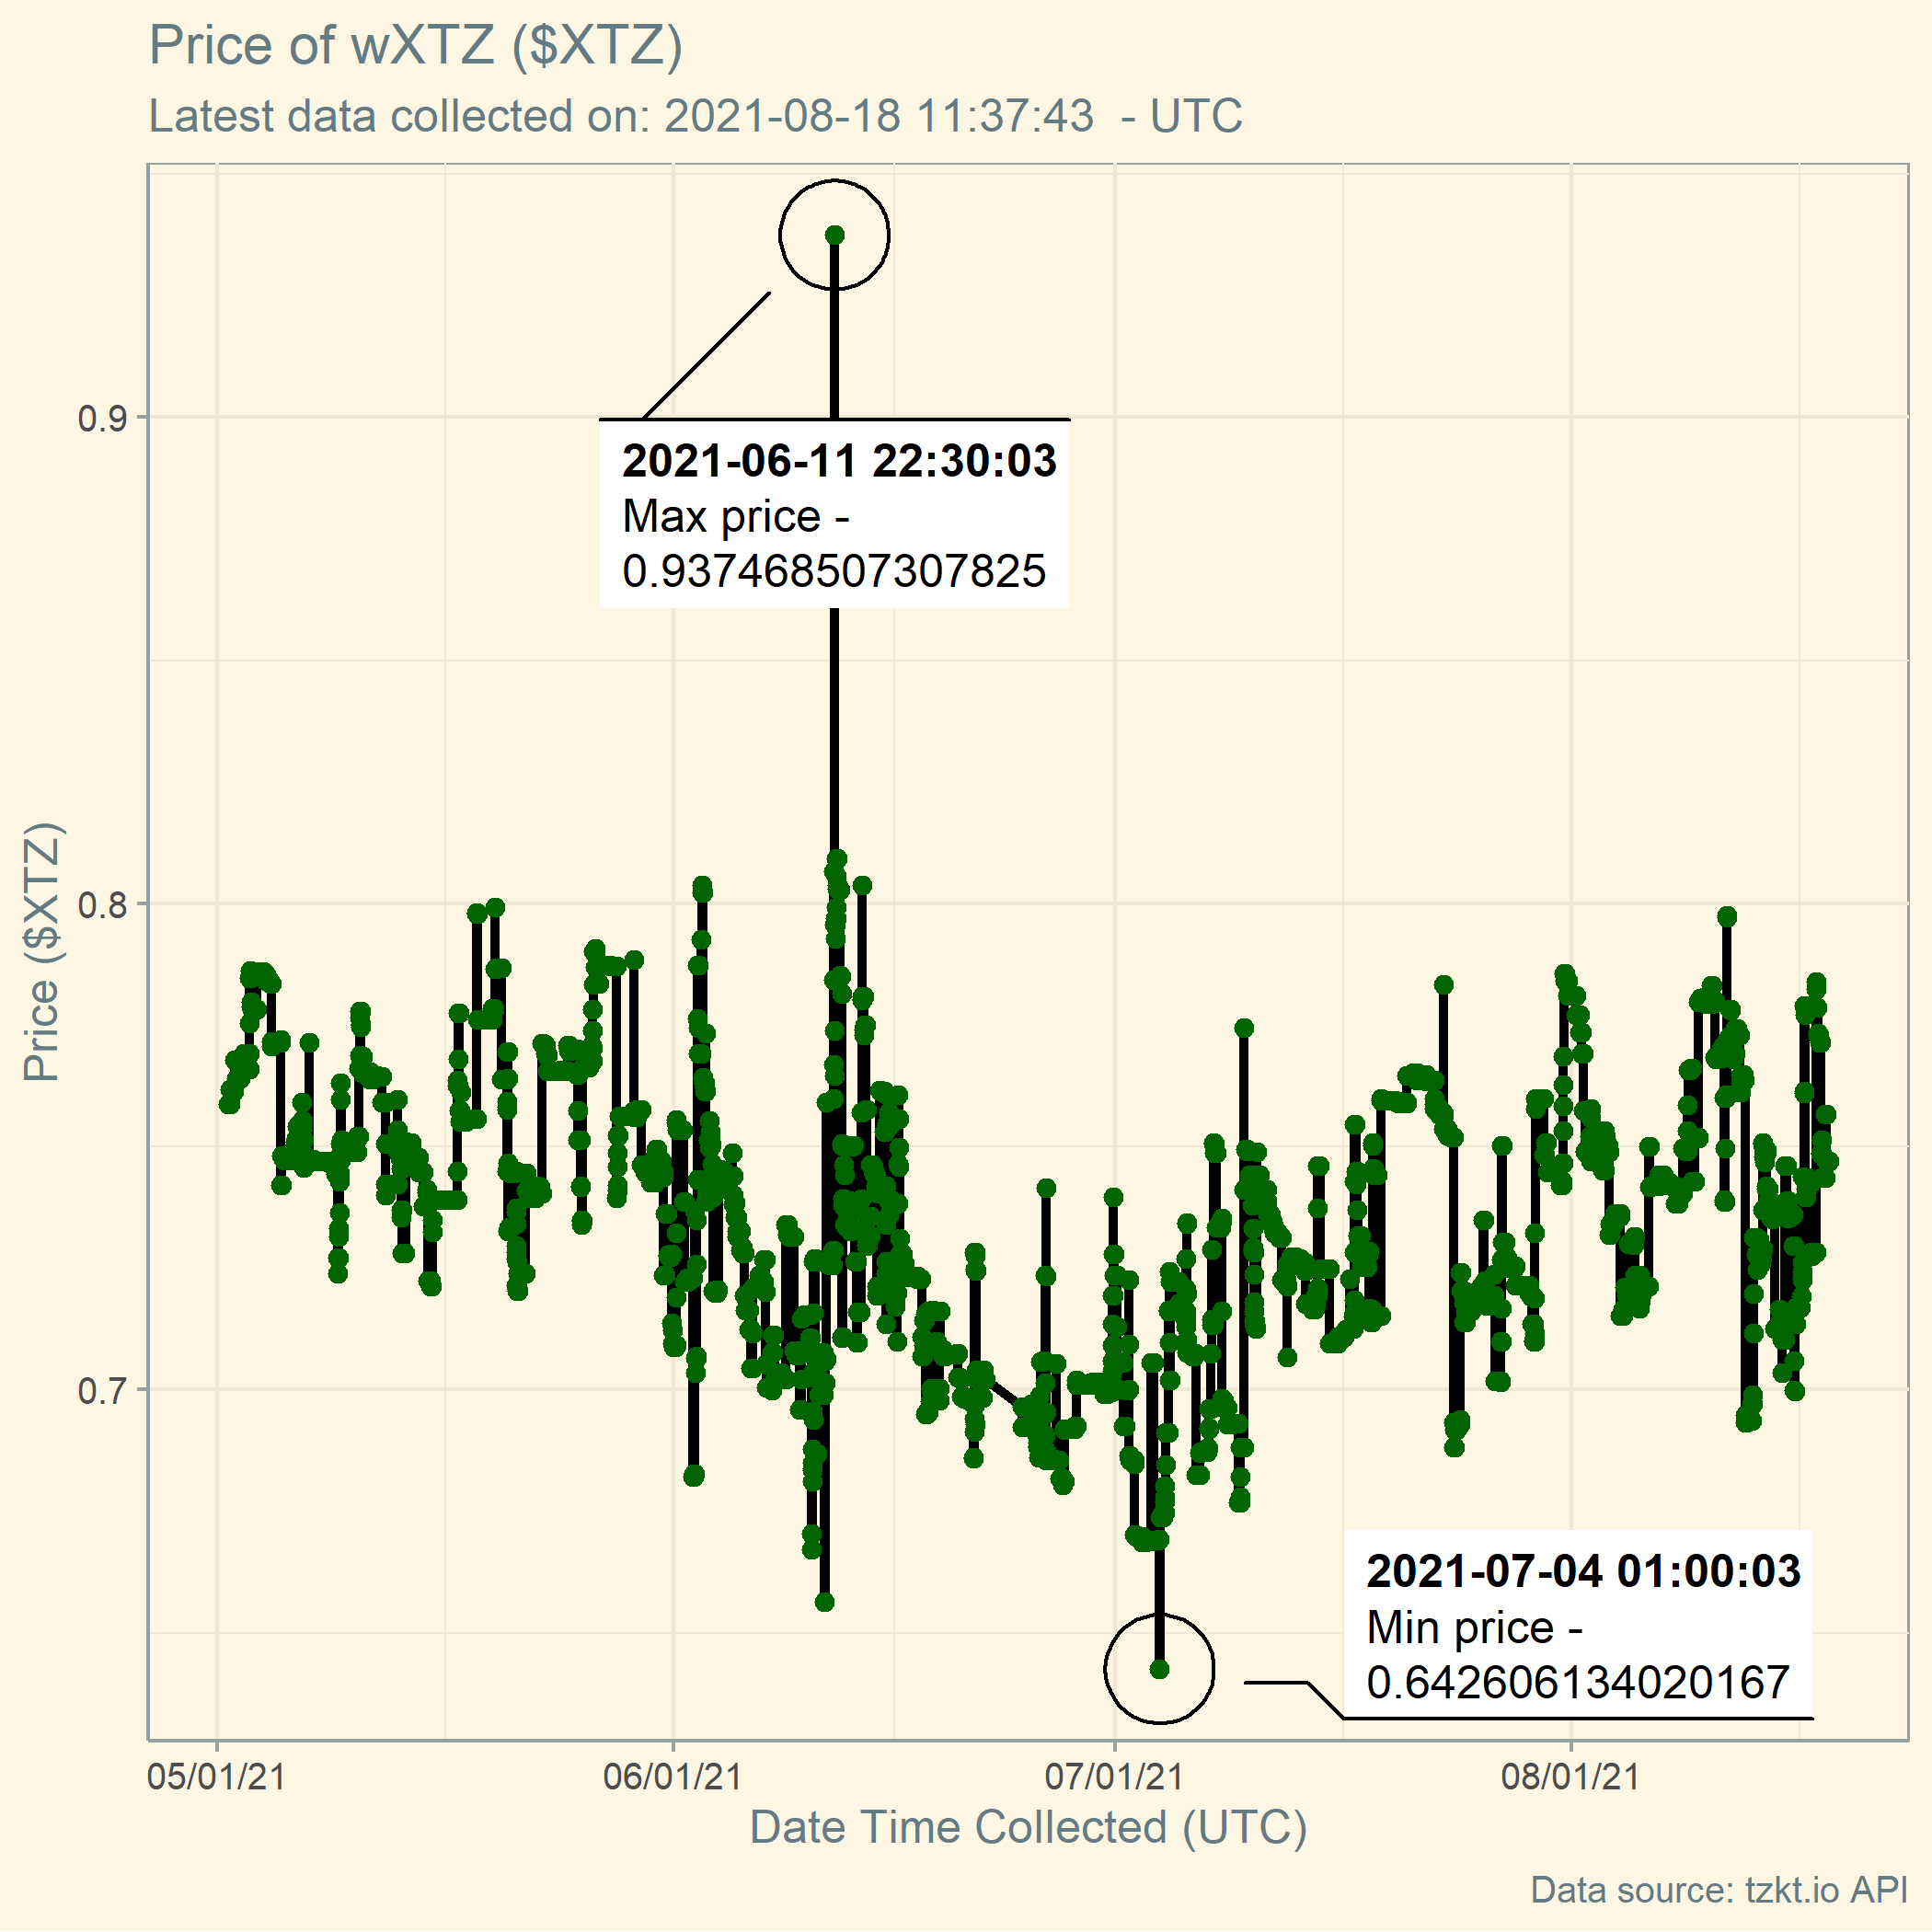 Price of wXTZ ($XTZ)
Latest data collected on: 2021-08-18 11:37:43  - UTC
Price ($XTZ)
0.9
0.8
0.7
2021-06-11 22:30:03
Max price -
0.937468507307825
2021-07-04 01:00:03
Min price -
0.642606134020167
05/01/21
06/01/21
07/01/21
08/01/21
Date Time Collected (UTC)
Data source: tzkt.io API